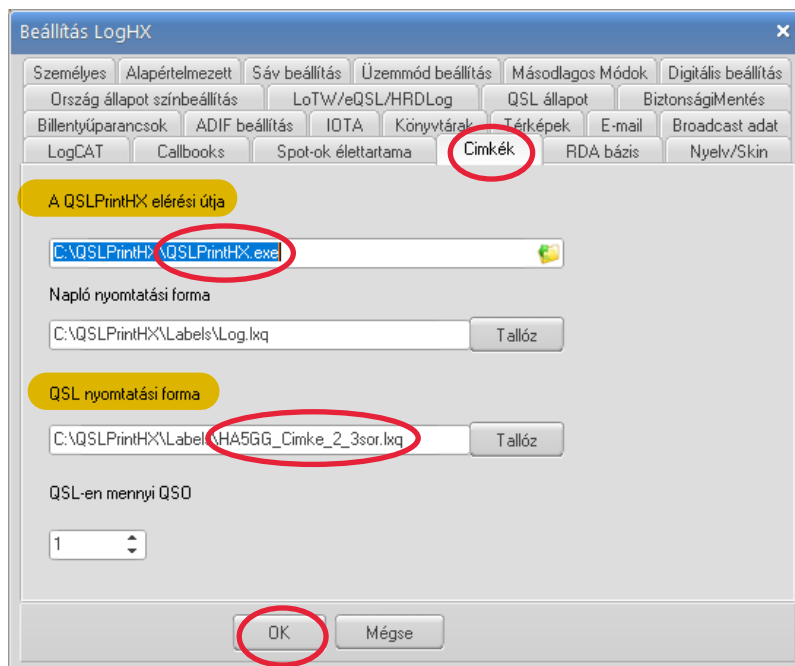 Beállítás LogHX
Személyes Alapértelmezett Sáv beállítás Üzemmód beállítás Másodlagos Módok Digitális beállítás
Ország állapot színbeállítás LoTW/eQSL/HRDLog QSL állapot BiztonságiMentés
Billentyűparancsok ADIF beállítás IOTA Könyvtárak Térképek E-mail Broadcast adat
LogCAT Callbooks Spot-ok élettartama Cimkék RDA bázis Nyelv/Skin
A QSLPrintHX elérési útja
C:\QSLPrintHX\QSLPrintHX.exe
Napló nyomtatási forma
C:\QSLPrintHX\Labels\Log.lxq Tallóz
QSL nyomtatási forma
C:\QSLPrintHX\Labels\HA5GG_Cimke_2_3sor.lxq Tallóz
QSL-en mennyi QSO
1
OK Mégse